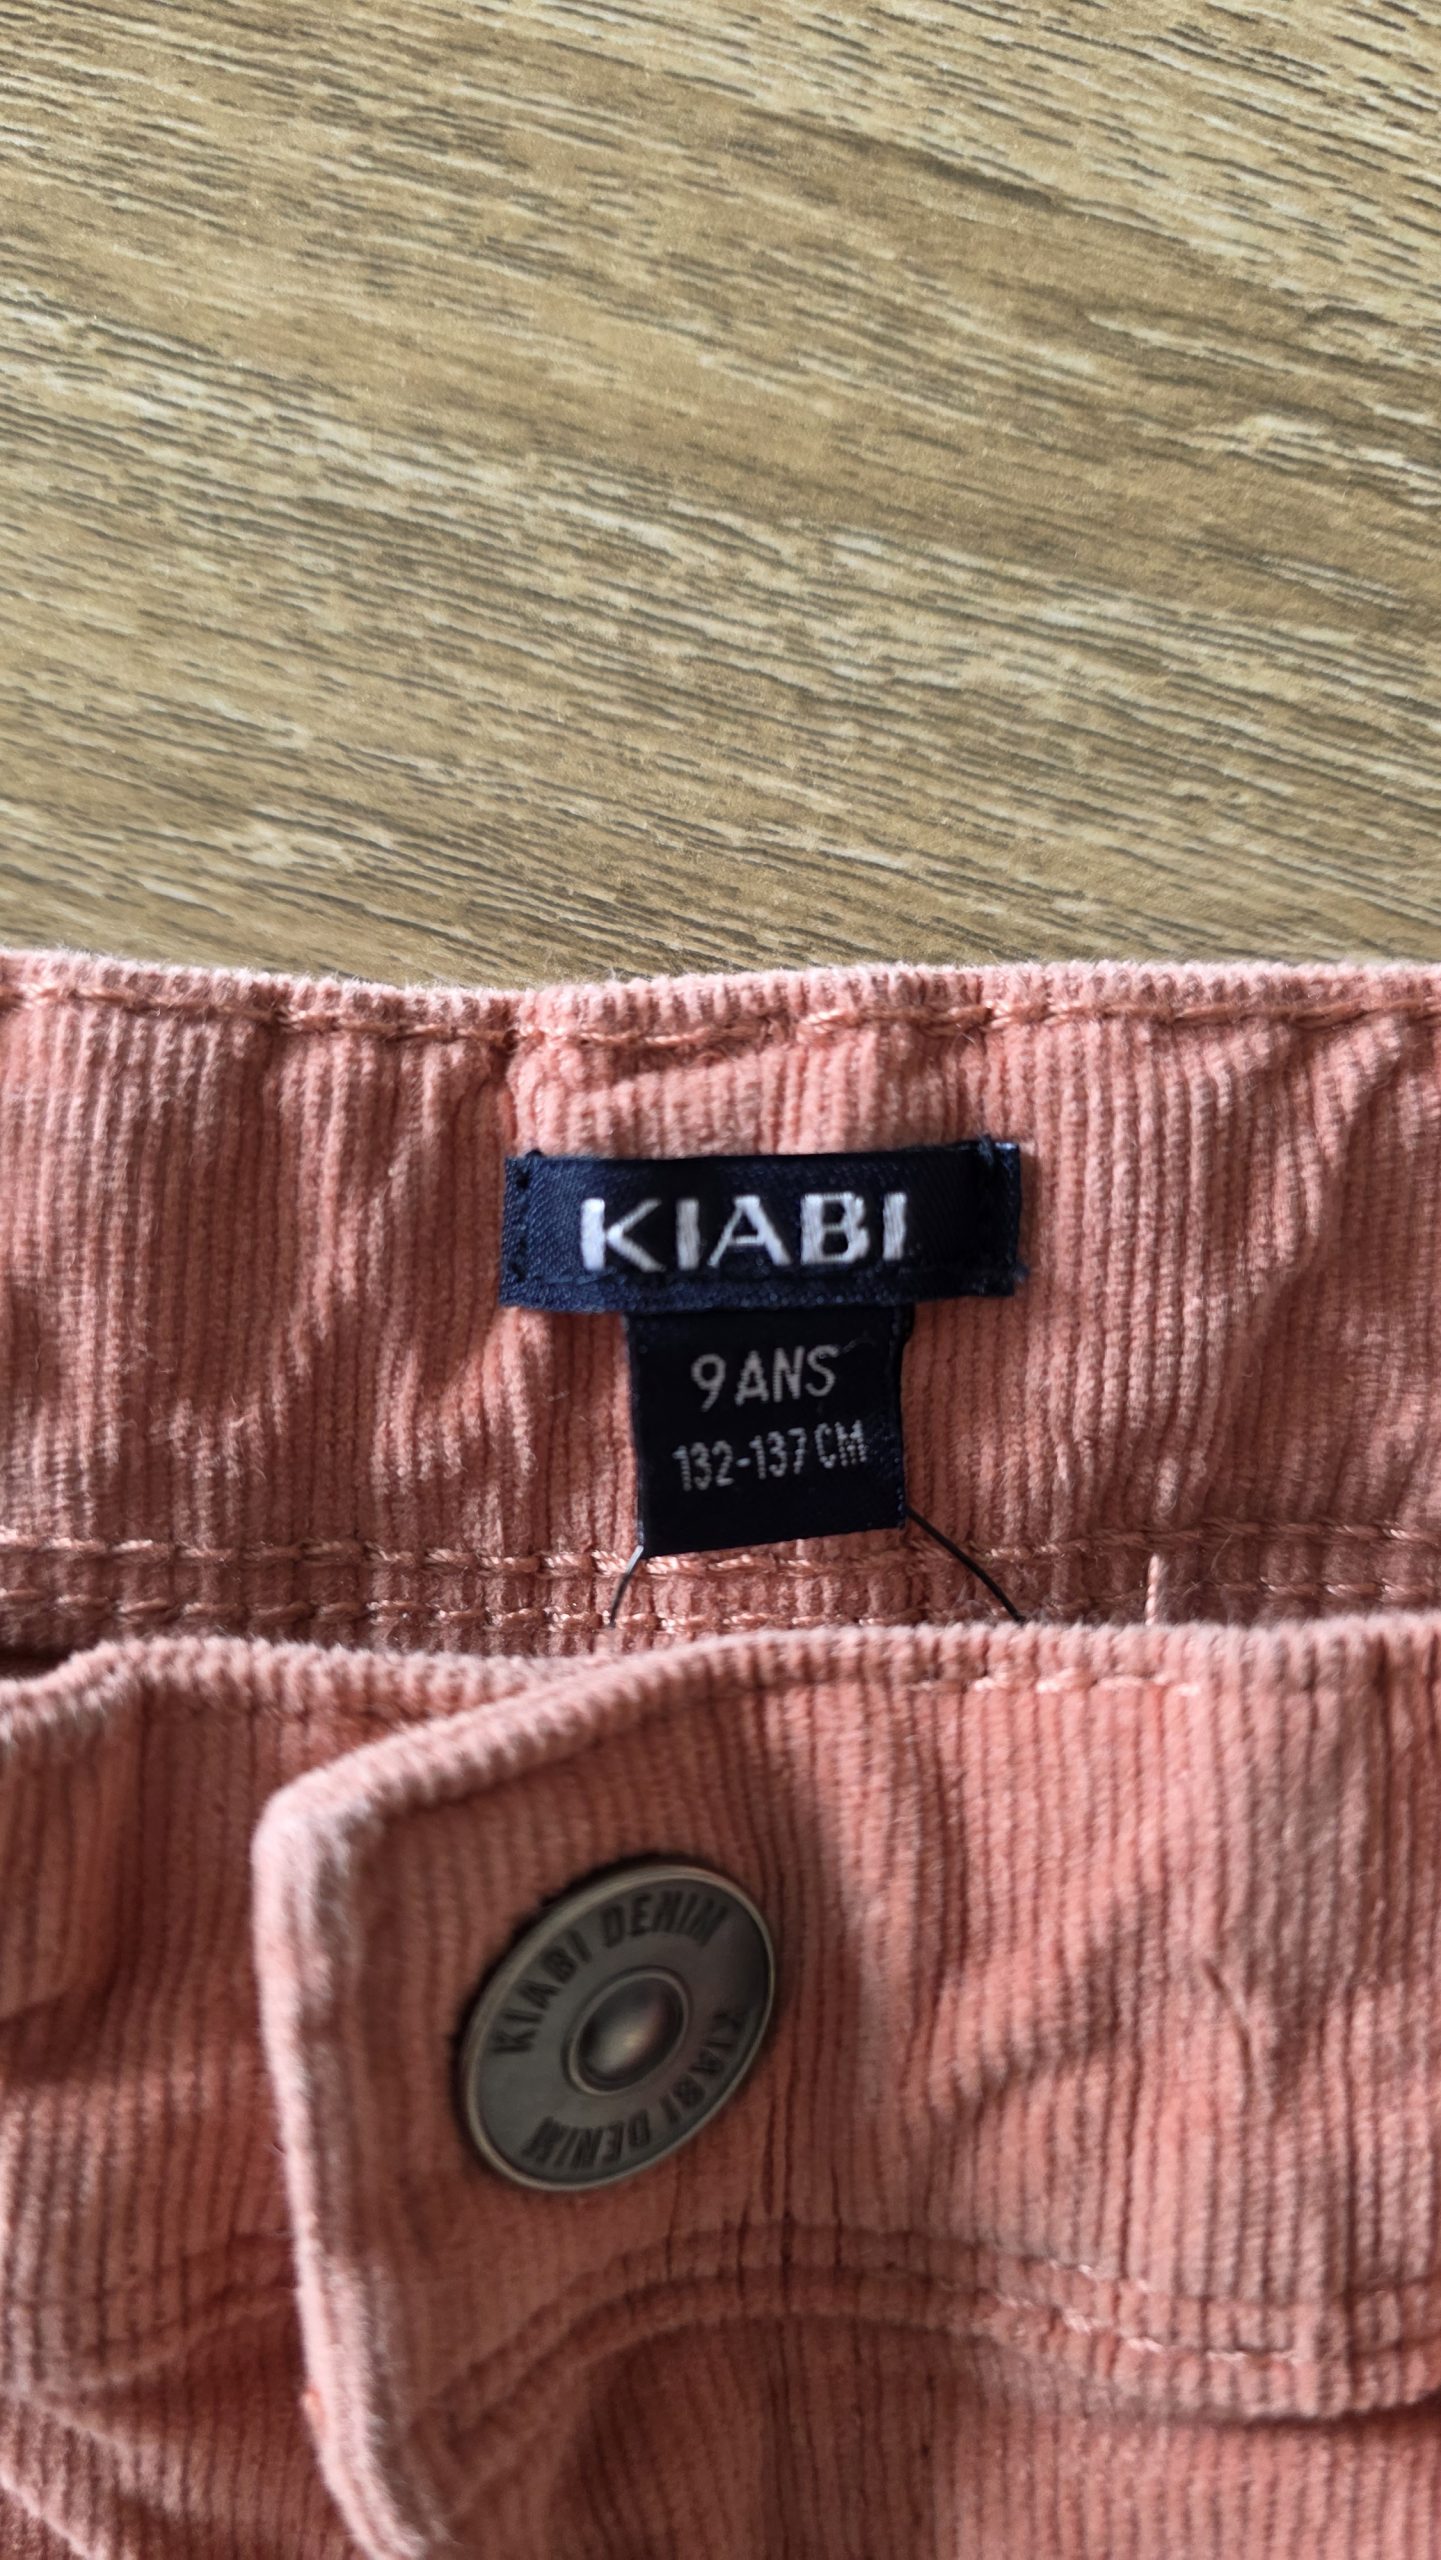 KIABI
9 ANS
132-137 CM
KIABI DENIM
KIABI DENIM